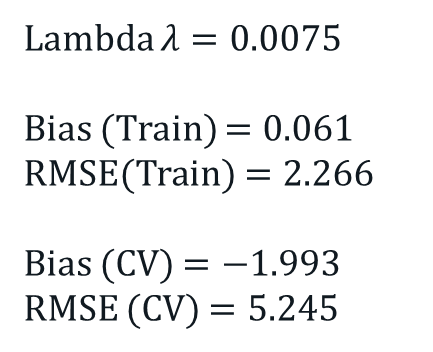 Lambda λ = 0.0075
Bias (Train) = 0.061
RMSE(Train) = 2.266
Bias (CV) = −1.993
RMSE (CV) = 5.245